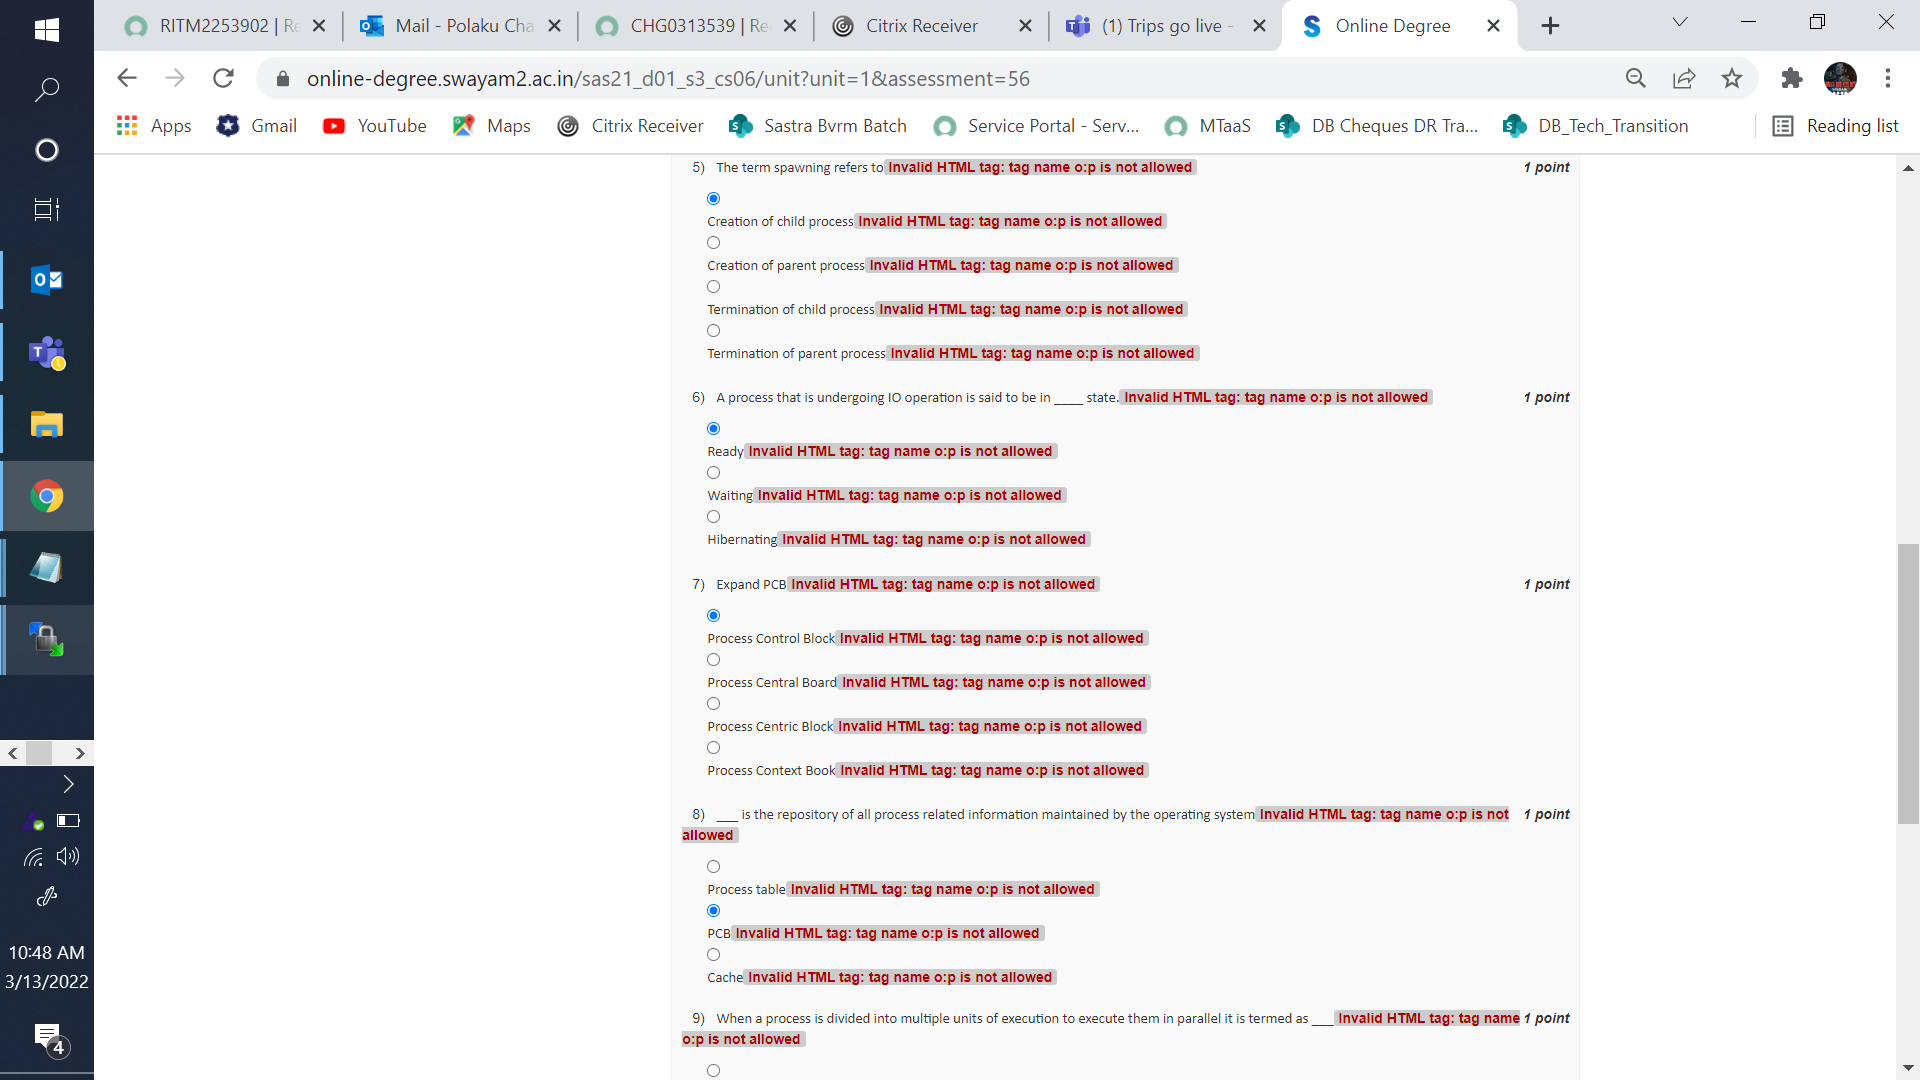 RITM2253902 | Re
Mail - Polaku Cha
CHG0313539 | Re
Citrix Receiver
(1) Trips go live -
Online Degree
online-degree.swayam2.ac.in/sas21_d01_s3_cs06/unit?unit=1&assessment=56
Apps
Gmail
YouTube
Maps
Citrix Receiver
Sastra Bvrm Batch
Service Portal - Serv...
MTaaS
DB Cheques DR Tra...
DB_Tech_Transition
Reading list
5) The term spawning refers to Invalid HTML tag: tag name o:p is not allowed 1 point
Creation of child process Invalid HTML tag: tag name o:p is not allowed
Creation of parent process Invalid HTML tag: tag name o:p is not allowed
Termination of child process Invalid HTML tag: tag name o:p is not allowed
Termination of parent process Invalid HTML tag: tag name o:p is not allowed
6) A process that is undergoing IO operation is said to be in ____ state. Invalid HTML tag: tag name o:p is not allowed 1 point
Ready Invalid HTML tag: tag name o:p is not allowed
Waiting Invalid HTML tag: tag name o:p is not allowed
Hibernating Invalid HTML tag: tag name o:p is not allowed
7) Expand PCB Invalid HTML tag: tag name o:p is not allowed 1 point
Process Control Block Invalid HTML tag: tag name o:p is not allowed
Process Central Board Invalid HTML tag: tag name o:p is not allowed
Process Centric Block Invalid HTML tag: tag name o:p is not allowed
Process Context Book Invalid HTML tag: tag name o:p is not allowed
8) ___ is the repository of all process related information maintained by the operating system Invalid HTML tag: tag name o:p is not 1 point
allowed
Process table Invalid HTML tag: tag name o:p is not allowed
PCB Invalid HTML tag: tag name o:p is not allowed
Cache Invalid HTML tag: tag name o:p is not allowed
9) When a process is divided into multiple units of execution to execute them in parallel it is termed as ___ Invalid HTML tag: tag name 1 point
o:p is not allowed
10:48 AM
3/13/2022
4